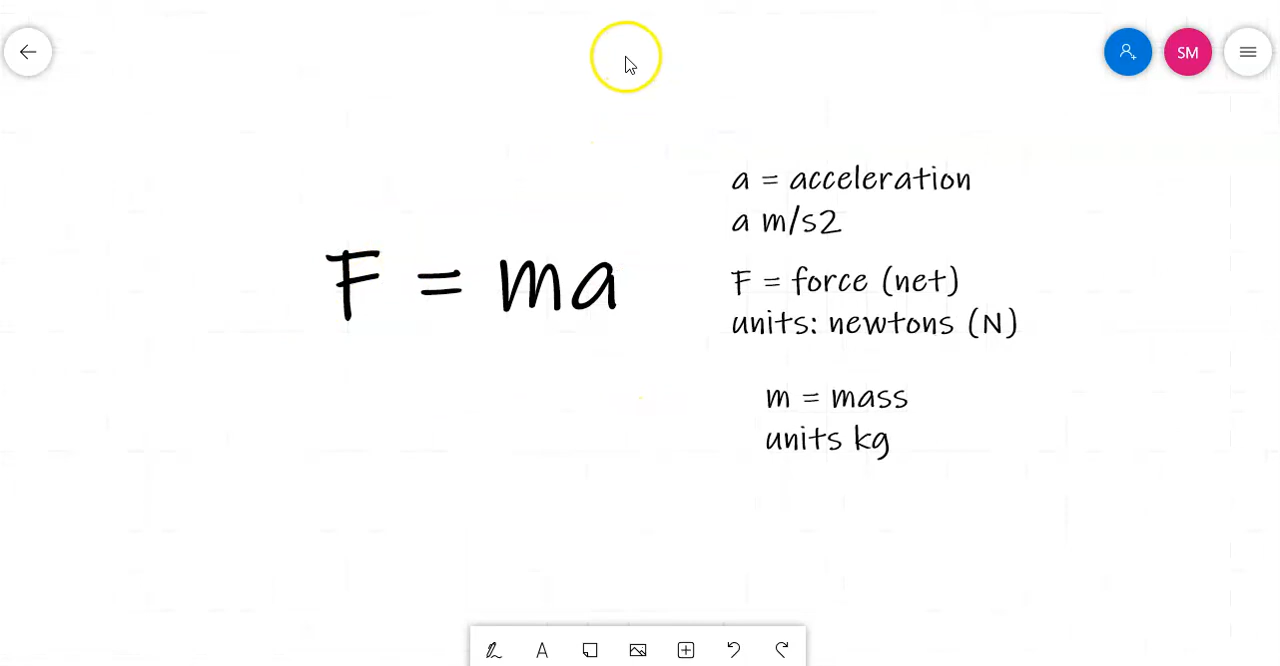 SM
a = acceleration
a m/s2
F = ma
F = force (net)
units: newtons (N)
m = mass
units kg
A